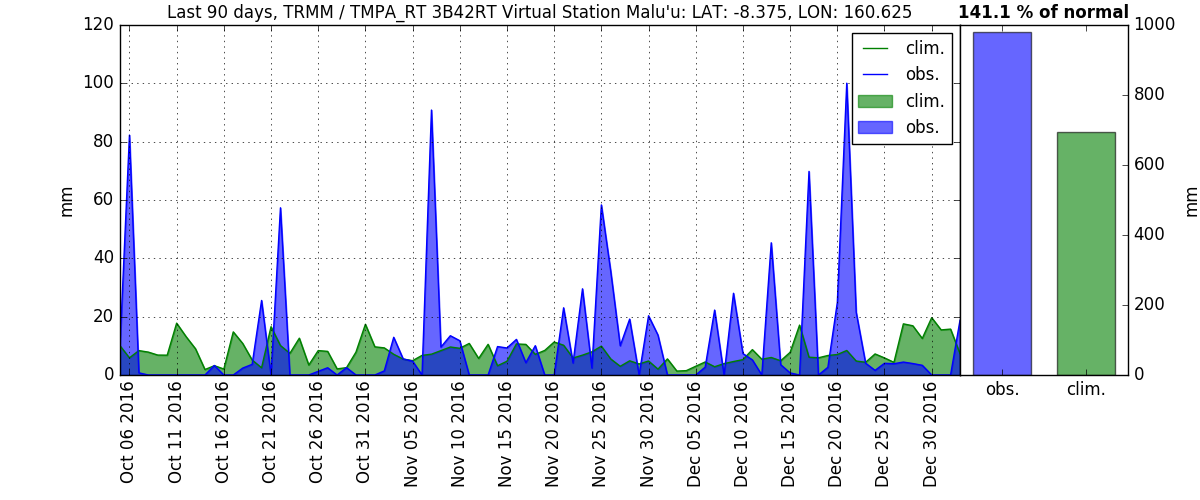 Last 90 days, TRMM / TMPA_RT 3B42RT Virtual Station Malu'u: LAT: -8.375, LON: 160.625
141.1 % of normal
120
100
80
60
40
20
0
mm
clim.
obs.
clim.
obs.
Oct 06 2016
Oct 11 2016
Oct 16 2016
Oct 21 2016
Oct 26 2016
Oct 31 2016
Nov 05 2016
Nov 10 2016
Nov 15 2016
Nov 20 2016
Nov 25 2016
Nov 30 2016
Dec 05 2016
Dec 10 2016
Dec 15 2016
Dec 20 2016
Dec 25 2016
Dec 30 2016
1000
800
600
400
200
0
mm
obs.
clim.